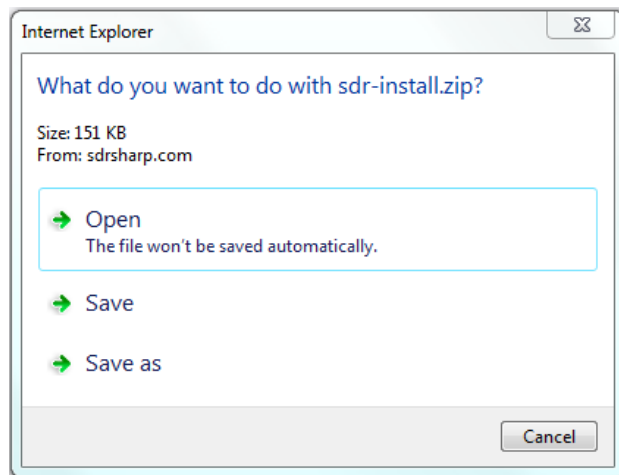 Internet Explorer
What do you want to do with sdr-install.zip?
Size: 151 KB
From: sdrsharp.com
Open
The file won't be saved automatically.
Save
Save as
Cancel